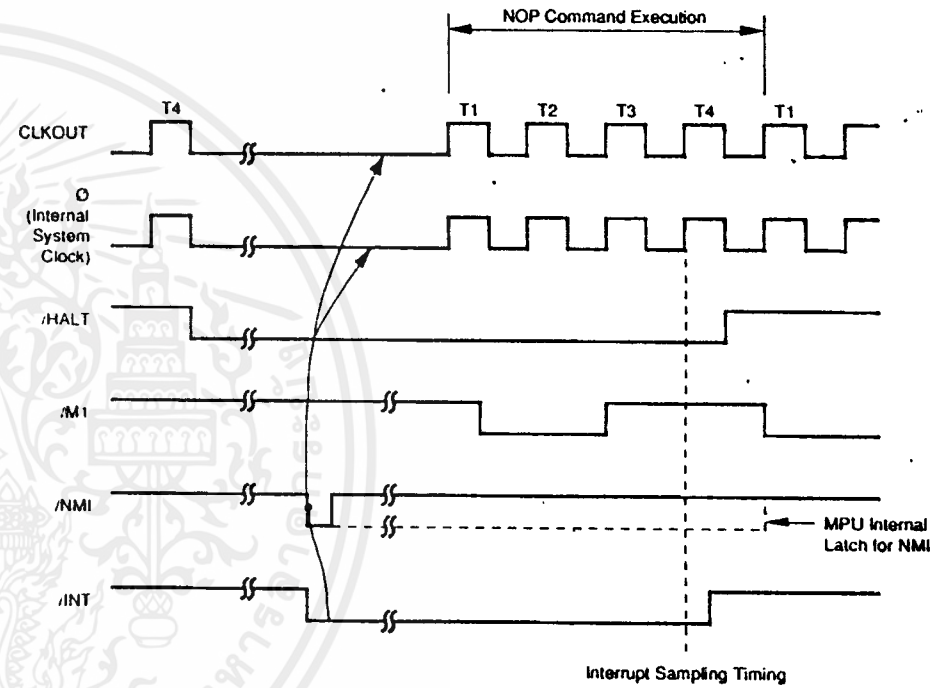 NOP Command Execution
T4 T1 T2 T3 T4 T1
CLKOUT
Ø
(Internal
System
Clock)
/HALT
/M1
/NMI
MPU Internal
Latch for NMI
/INT
Interrupt Sampling Timing